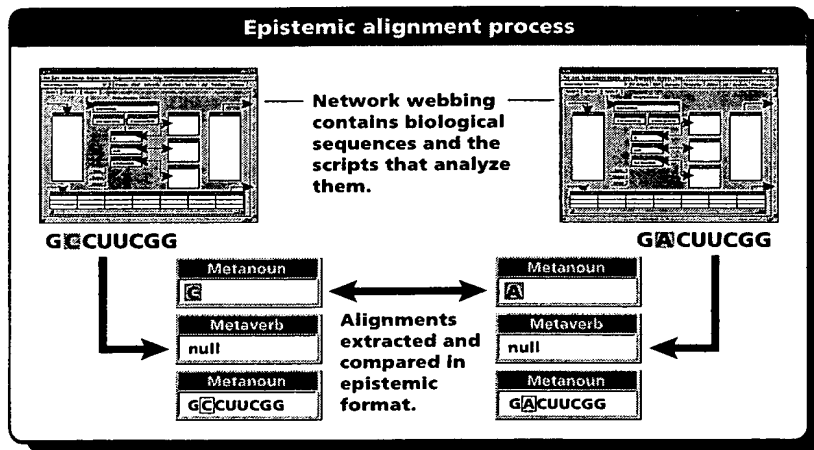 Epistemic alignment process
Network webbing
contains biological
sequences and the
scripts that analyze
them.
GCCUUCGG
GACUUCGG
Metanoun
C
Metaverb
null
Metanoun
GCCUUCGG
Alignments
extracted and
compared in
epistemic
format.
Metanoun
A
Metaverb
null
Metanoun
GACUUCGG